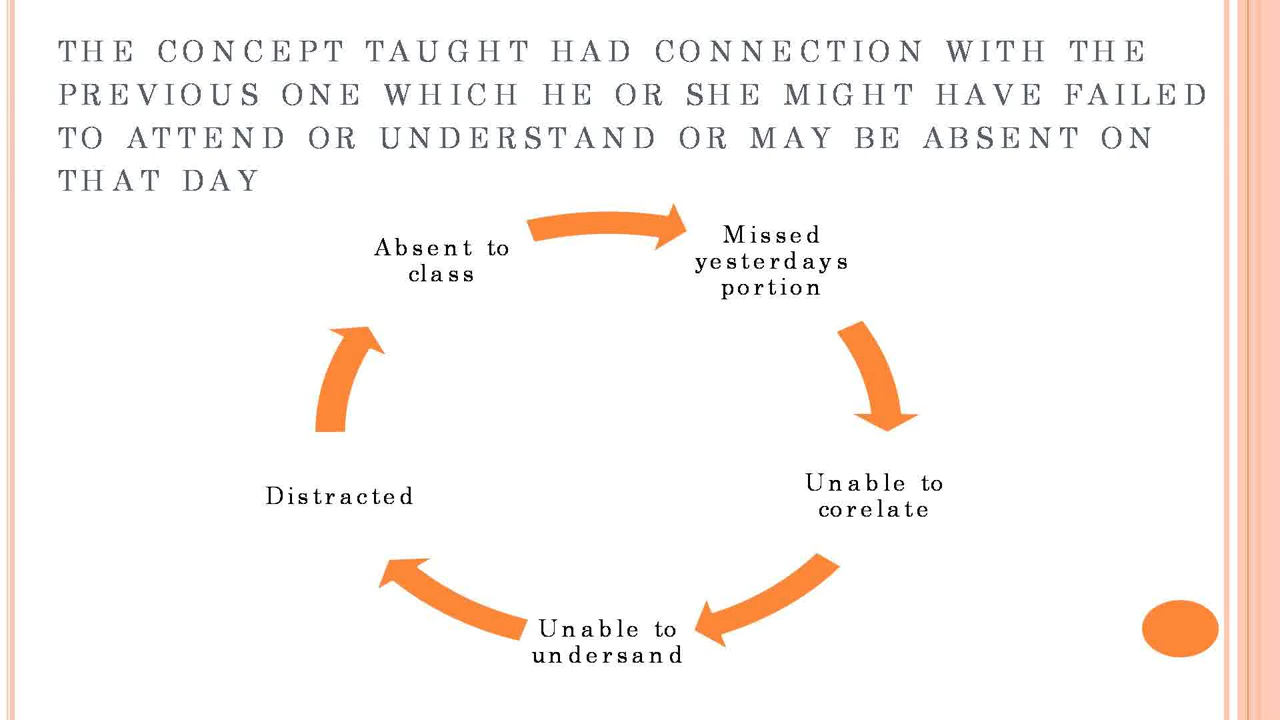 THE CONCEPT TAUGHT HAD CONNECTION WITH THE
PREVIOUS ONE WHICH HE OR SHE MIGHT HAVE FAILED
TO ATTEND OR UNDERSTAND OR MAY BE ABSENT ON
THAT DAY
Absent to
class
Missed
yesterdays
portion
Unable to
corelate
Unable to
undersand
Distracted